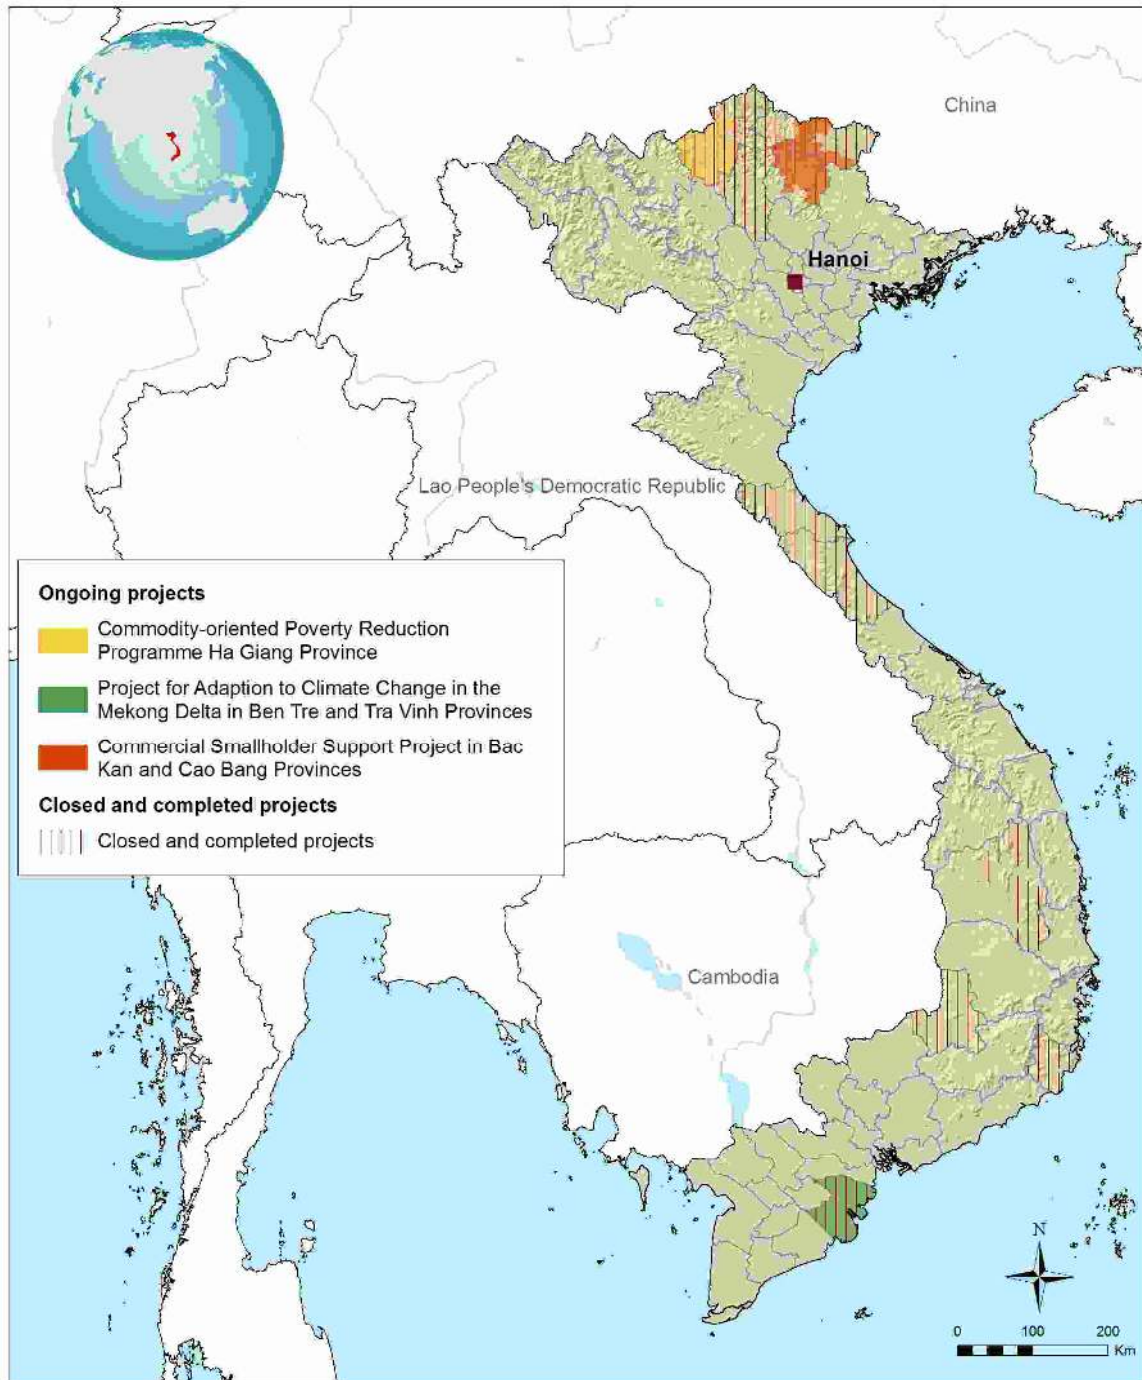 China
Hanoi
Lao People's Democratic Republic
Ongoing projects
Commodity-oriented Poverty Reduction
Programme Ha Giang Province
Project for Adaption to Climate Change in the
Mekong Delta in Ben Tre and Tra Vinh Provinces
Commercial Smallholder Support Project in Bac
Kan and Cao Bang Provinces
Closed and completed projects
Closed and completed projects
Cambodia
N
0 100 200
Km